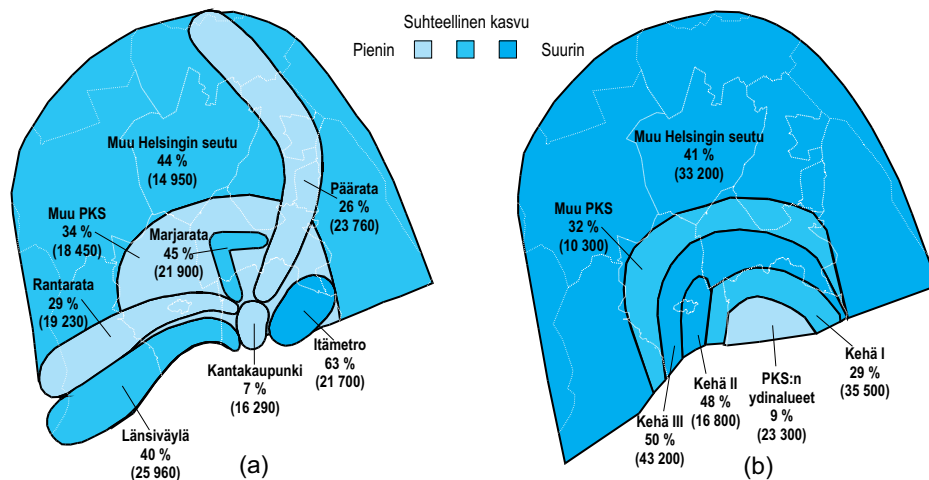 Suhteellinen kasvu
Pienin
Suurin
Muu Helsingin seutu
44 %
(14 950)
Päärata
26 %
(23 760)
Muu PKS
34 %
(18 450)
Marjarata
45 %
(21 900)
Rantarata
29 %
(19 230)
Itämetro
63 %
(21 700)
Kantakaupunki
7 %
(16 290)
Länsiväylä
40 %
(25 960)
(a)
Muu Helsingin seutu
41 %
(33 200)
Muu PKS
32 %
(10 300)
Kehä I
29 %
(35 500)
Kehä II
48 %
(16 800)
PKS:n
ydinalueet
9 %
(23 300)
Kehä III
50 %
(43 200)
(b)